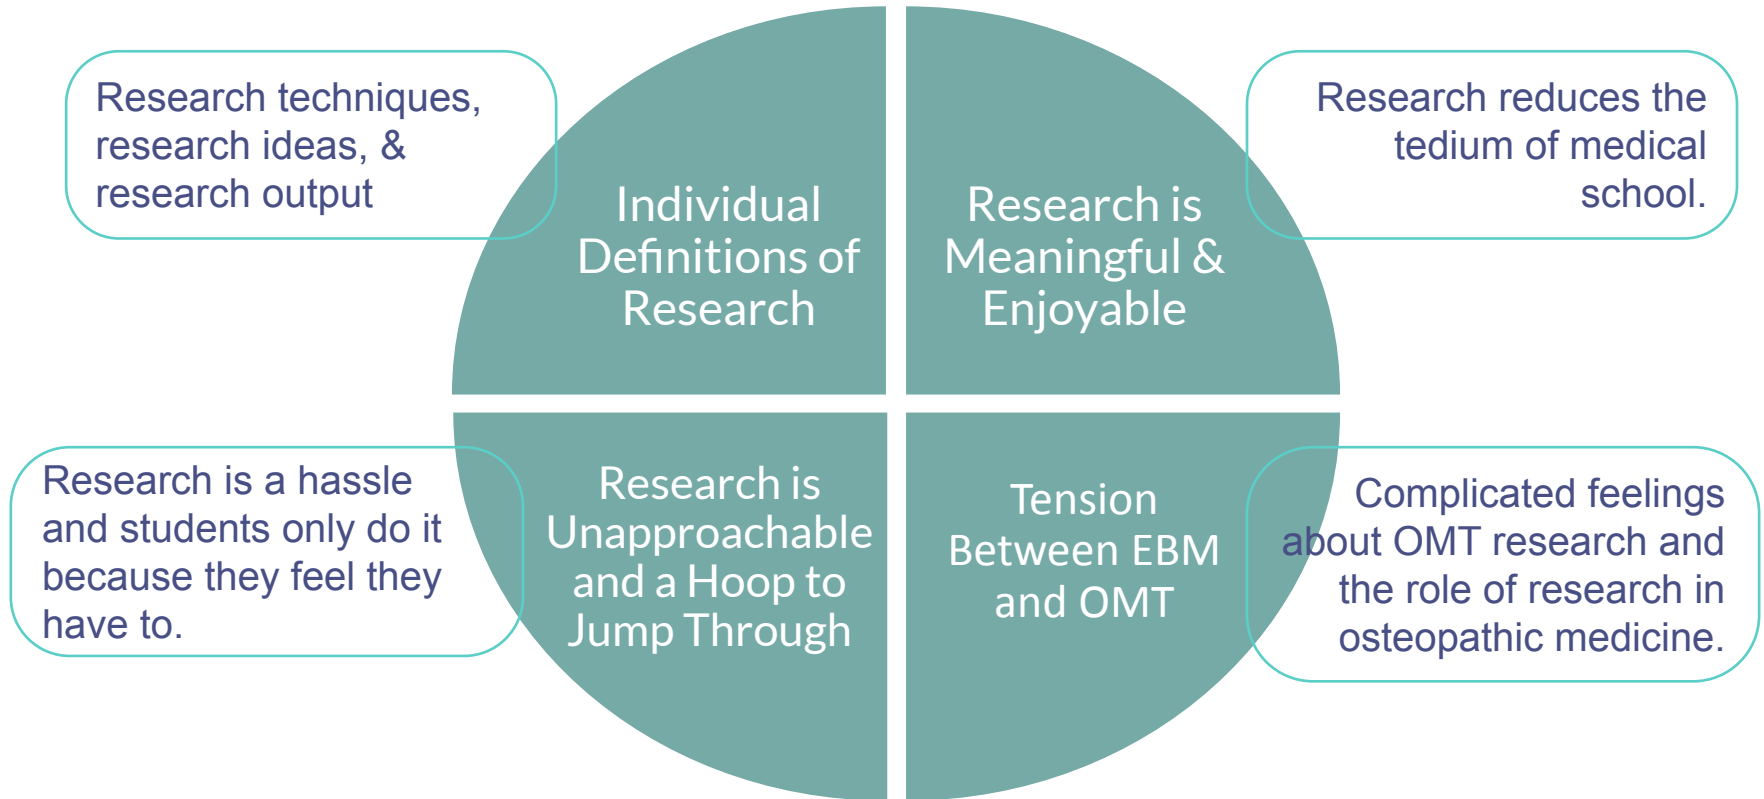 Research techniques,
research ideas, &
research output
Individual
Definitions of
Research
Research is
Meaningful &
Enjoyable
Research reduces the
tedium of medical
school.
Research is a hassle
and students only do it
because they feel they
have to.
Research is
Unapproachable
and a Hoop to
Jump Through
Tension
Between EBM
and OMT
Complicated feelings
about OMT research and
the role of research in
osteopathic medicine.